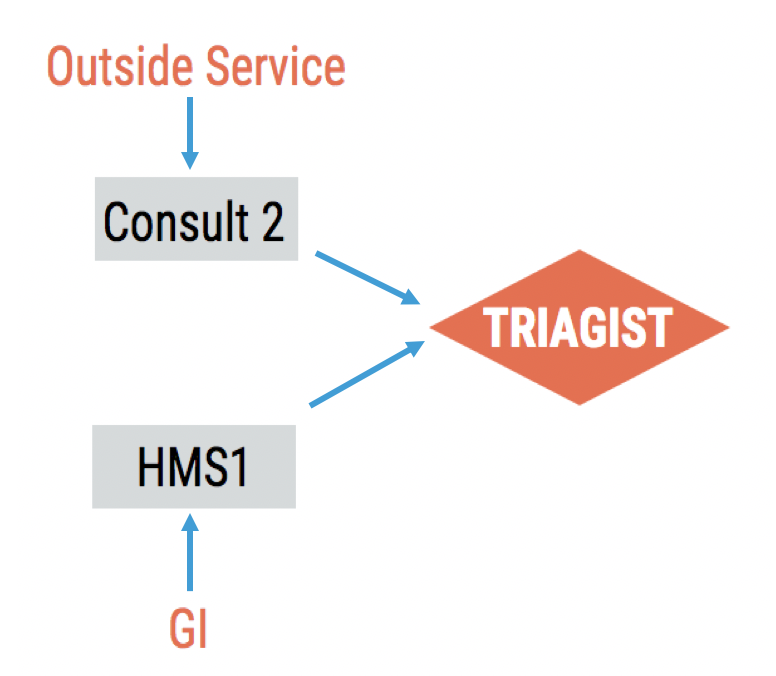 Outside Service
Consult 2
TRIAGIST
HMS1
GI